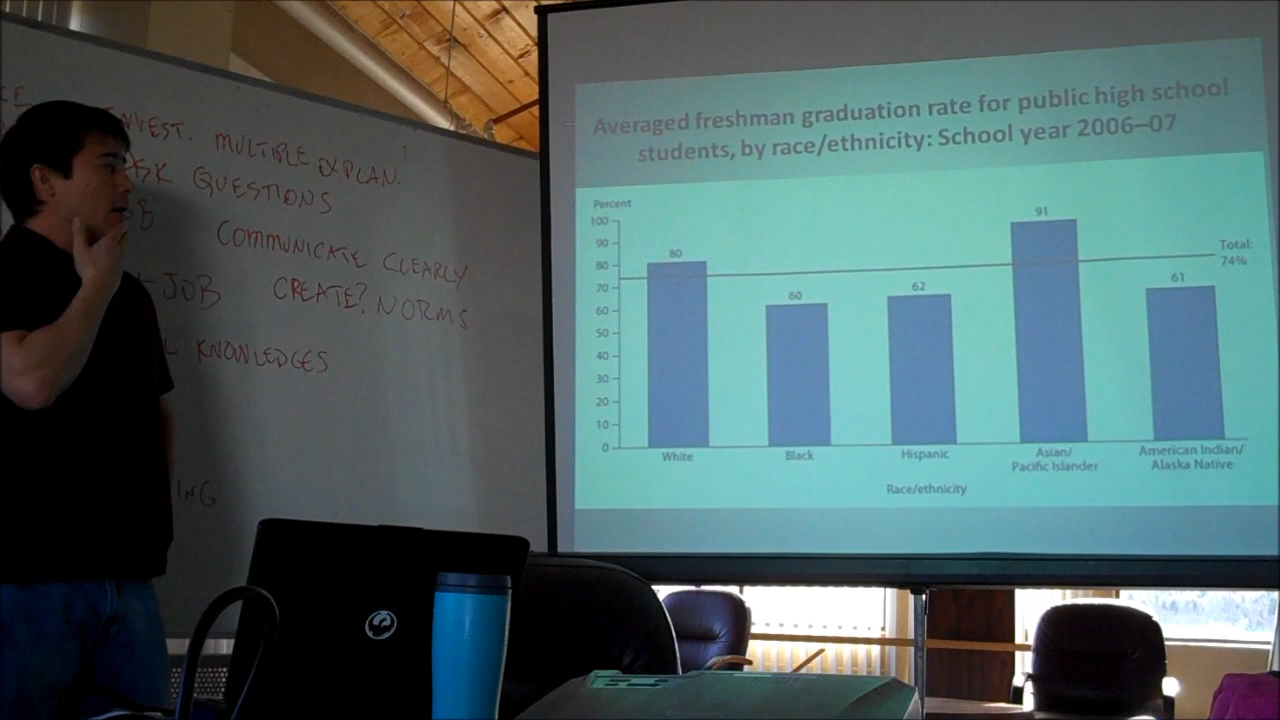 INVEST. MULTIPLE EXPLAN.
ASK QUESTIONS
COMMUNICATE CLEARLY
JOB CREATE? NORMS
KNOWLEDGES
ING
Averaged freshman graduation rate for public high school
students, by race/ethnicity: School year 2006–07
Percent
100
90
80
70
60
50
40
30
20
10
0
80
60
62
91
61
Total:
74%
White
Black
Hispanic
Asian/
Pacific Islander
American Indian/
Alaska Native
Race/ethnicity